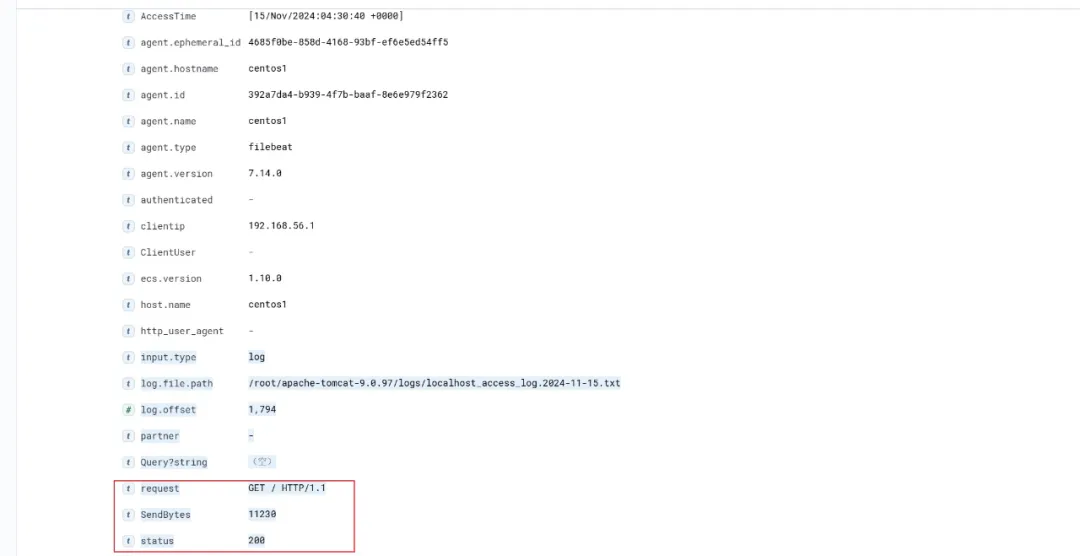 t AccessTime [15/Nov/2024:04:30:40 +0000]
t agent.ephemeral_id 4685f0be-858d-4168-93bf-ef6e5ed54ff5
t agent.hostname centos1
t agent.id 392a7da4-b939-4f7b-baaf-8e6e979f2362
t agent.name centos1
t agent.type filebeat
t agent.version 7.14.0
t authenticated -
t clientip 192.168.56.1
t ClientUser -
t ecs.version 1.10.0
t host.name centos1
t http_user_agent -
t input.type log
t log.file.path /root/apache-tomcat-9.0.97/logs/localhost_access_log.2024-11-15.txt
# log.offset 1,794
t partner -
t Query?string （空）
t request GET / HTTP/1.1
t SendBytes 11230
t status 200